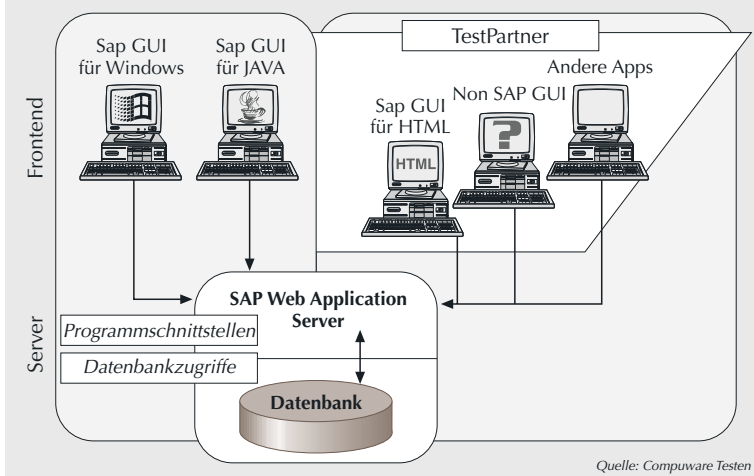 Sap GUI
für Windows
Sap GUI
für JAVA
TestPartner
Sap GUI
für HTML
Non SAP GUI
Andere Apps
HTML
?
Frontend
SAP Web Application
Server
Programmschnittstellen
Datenbankzugriffe
Server
Datenbank
Quelle: Compuware Testen